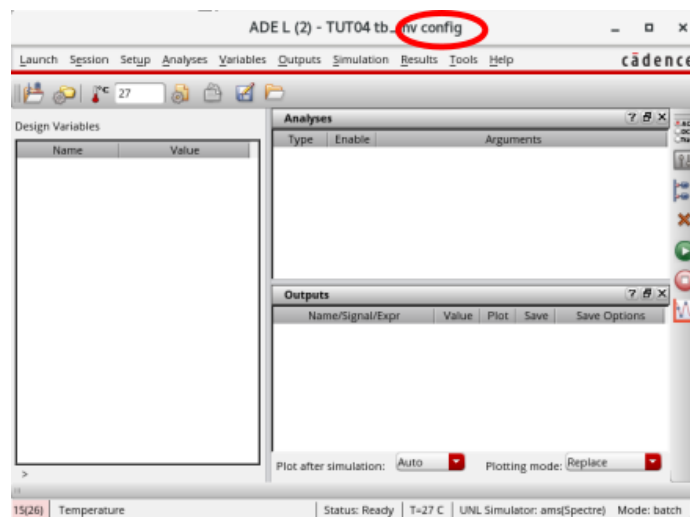 ADE L (2) - TUT04 tb_inv config
Launch Session Setup Analyses Variables Outputs Simulation Results Tools Help cādence
°C 27
Design Variables
Name Value
Analyses
Type Enable Arguments
Outputs
Name/Signal/Expr Value Plot Save Save Options
Plot after simulation: Auto Plotting mode: Replace
>
15(26) Temperature Status: Ready T=27 C UNL Simulator: ams(Spectre) Mode: batch